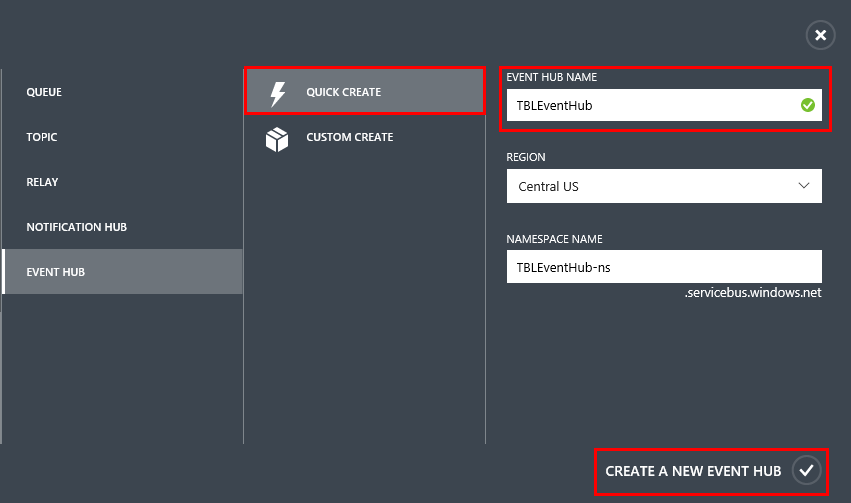 QUEUE
TOPIC
RELAY
NOTIFICATION HUB
EVENT HUB
QUICK CREATE
CUSTOM CREATE
EVENT HUB NAME
TBLEventHub
REGION
Central US
NAMESPACE NAME
TBLEventHub-ns
.servicebus.windows.net
CREATE A NEW EVENT HUB